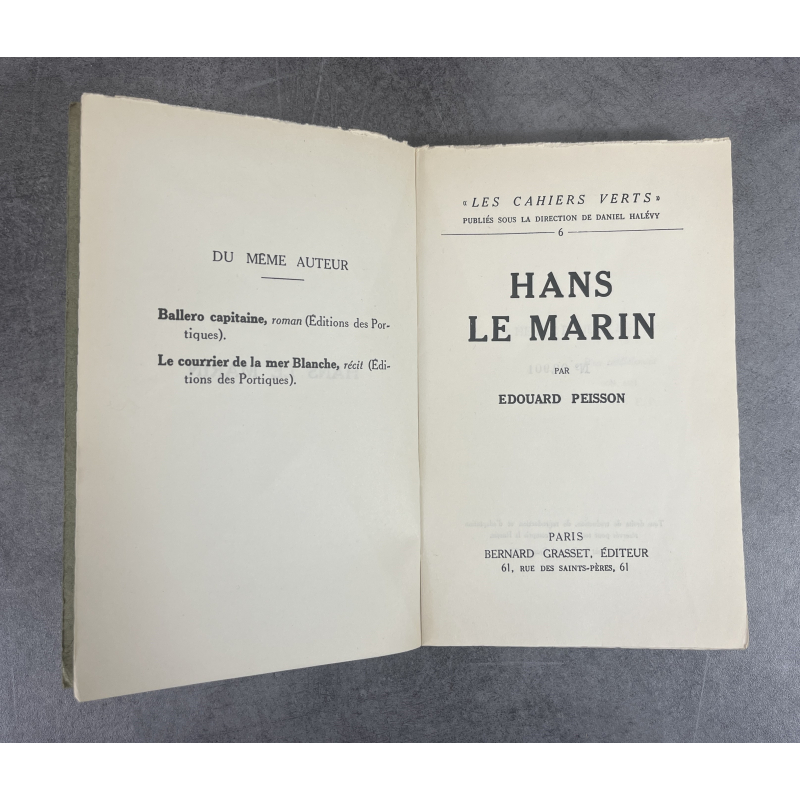 DU MÊME AUTEUR
Ballero capitaine, roman (Éditions des Por-
tiques).
Le courrier de la mer Blanche, récit (Édi-
tions des Portiques).
« LES CAHIERS VERTS »
PUBLIÉS SOUS LA DIRECTION DE DANIEL HALÉVY
6
HANS
LE MARIN
PAR
EDOUARD PEISSON
PARIS
BERNARD GRASSET, ÉDITEUR
61, RUE DES SAINTS-PÈRES, 61